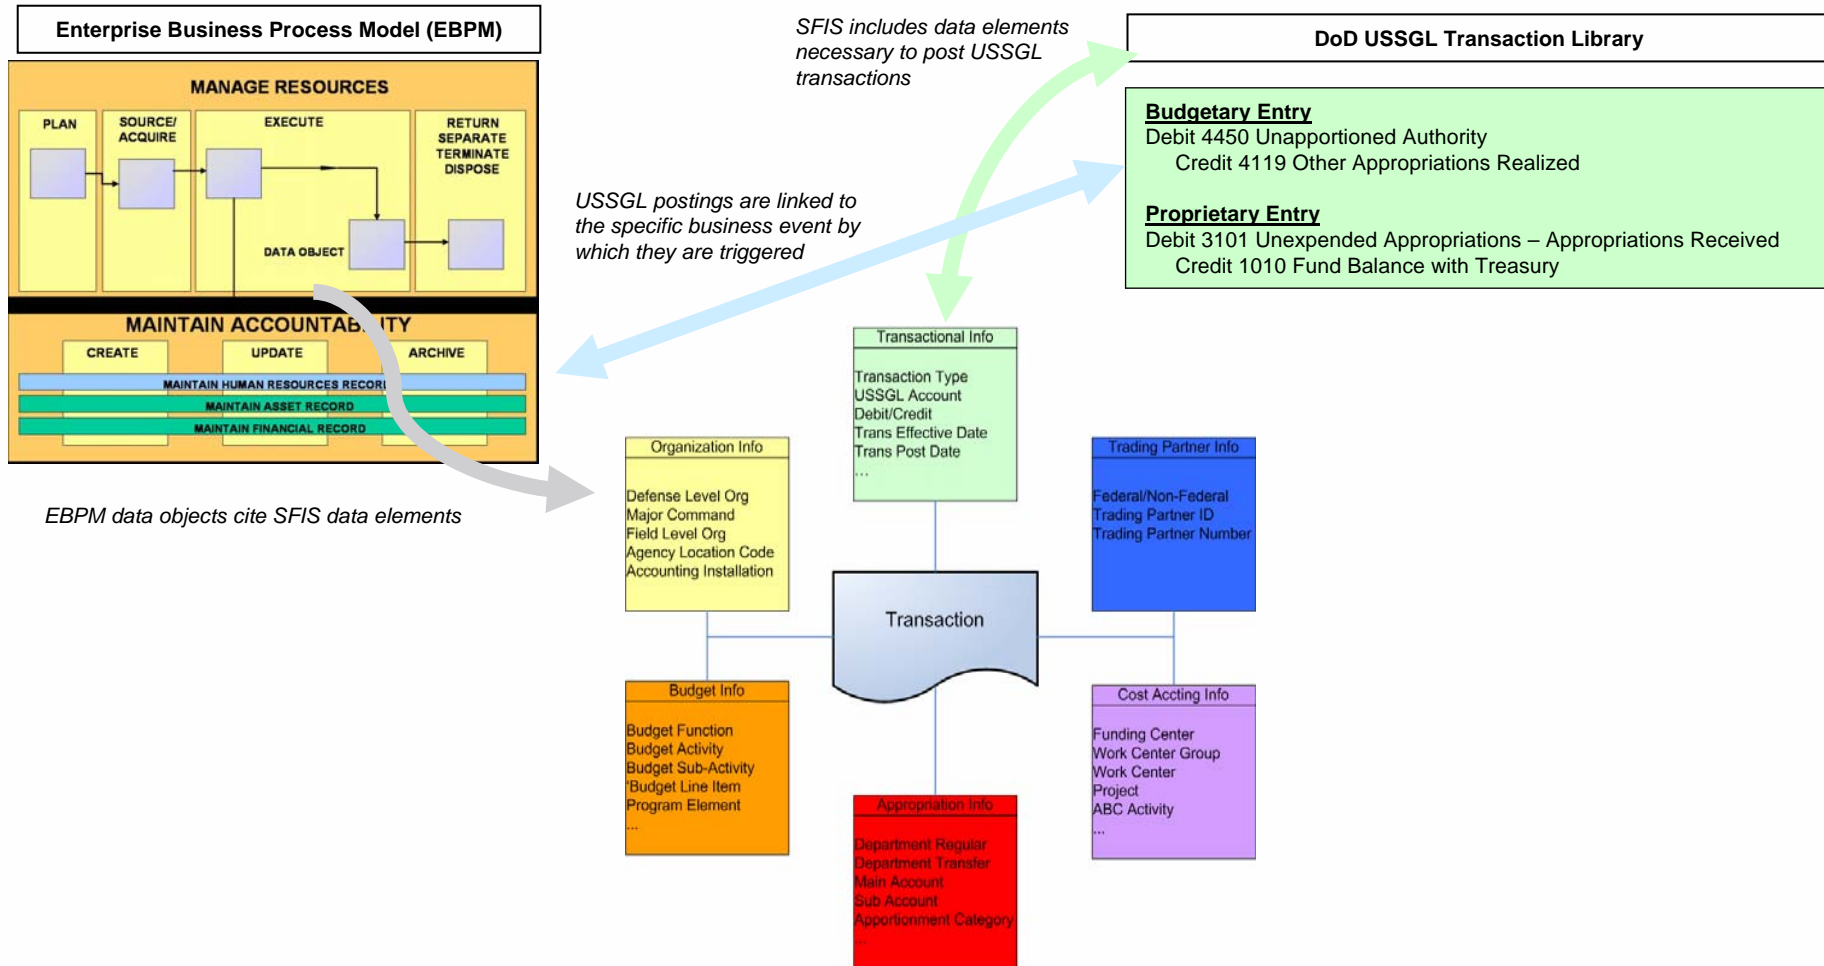 Enterprise Business Process Model (EBPM)
MANAGE RESOURCES
PLAN
SOURCE/
ACQUIRE
EXECUTE
RETURN
SEPARATE
TERMINATE
DISPOSE
DATA OBJECT
MAINTAIN ACCOUNTABILITY
CREATE
UPDATE
ARCHIVE
MAINTAIN HUMAN RESOURCES RECORD
MAINTAIN ASSET RECORD
MAINTAIN FINANCIAL RECORD
EBPM data objects cite SFIS data elements
SFIS includes data elements
necessary to post USSGL
transactions
USSGL postings are linked to
the specific business event by
which they are triggered
DoD USSGL Transaction Library
Budgetary Entry
Debit 4450 Unapportioned Authority
Credit 4119 Other Appropriations Realized
Proprietary Entry
Debit 3101 Unexpended Appropriations – Appropriations Received
Credit 1010 Fund Balance with Treasury
Transactional Info
Transaction Type
USSGL Account
Debit/Credit
Trans Effective Date
Trans Post Date
...
Organization Info
Defense Level Org
Major Command
Field Level Org
Agency Location Code
Accounting Installation
Trading Partner Info
Federal/Non-Federal
Trading Partner ID
Trading Partner Number
Transaction
Budget Info
Budget Function
Budget Activity
Budget Sub-Activity
'Budget Line Item
Program Element
...
Cost Accting Info
Funding Center
Work Center Group
Work Center
Project
ABC Activity
...
Appropriation Info
Department Regular
Department Transfer
Main Account
Sub Account
Apportionment Category
...